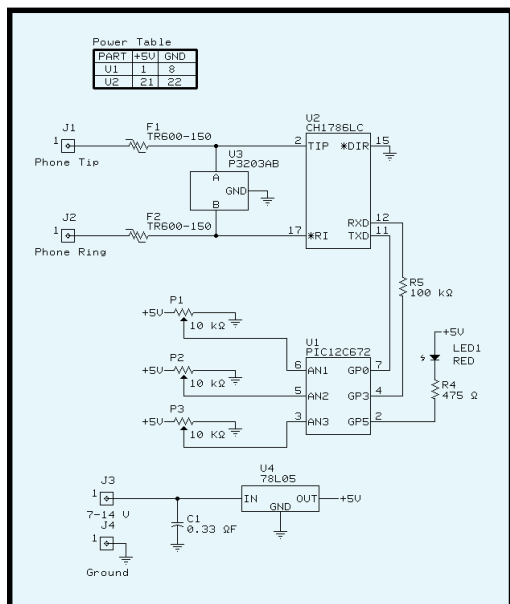 Power Table
PART +5V GND
U1 1 8
U2 21 22
J1
1
Phone Tip
F1
TR600-150
U3
P3203AB
A
GND
B
U2
CH1786LC
2 TIP *DIR 15
17 *RI
RXD 12
TXD 11
J2
1
Phone Ring
F2
TR600-150
R5
100 kΩ
P1
+5V
10 kΩ
P2
+5V
10 kΩ
P3
+5V
10 KΩ
U1
PIC12C672
6 AN1 GP0 7
5 AN2 GP3 4
3 AN3 GP5 2
+5V
LED1
RED
R4
475 Ω
J3
1
7-14 V
J4
1
Ground
C1
0.33 ΩF
U4
78L05
IN OUT
GND
+5V